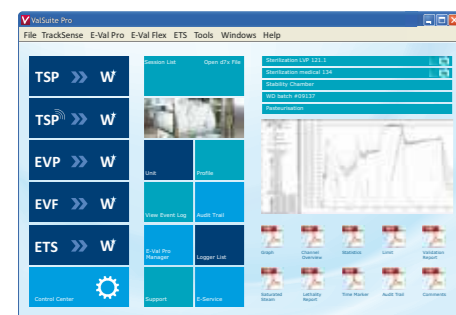 ValSuite Pro
File TrackSense E-Val Pro E-Val Flex ETS Tools Windows Help
TSP W
Session List
Open d7v File
Sterilization LVP 121.1
Sterilization medical 134
Stability Chamber
WD batch #09137
Pasteurisation
TSP W
EVP W
Unit
Profile
EVF W
View Event Log
Audit Trail
ETS W
E-Val Pro
Manager
Logger List
Graph
Channel
Overview
Statistics
Limit
Validation
Report
Control Center
Support
E-Service
Saturated
Steam
Lethality
Report
Time Marker
Audit Trail
Comments